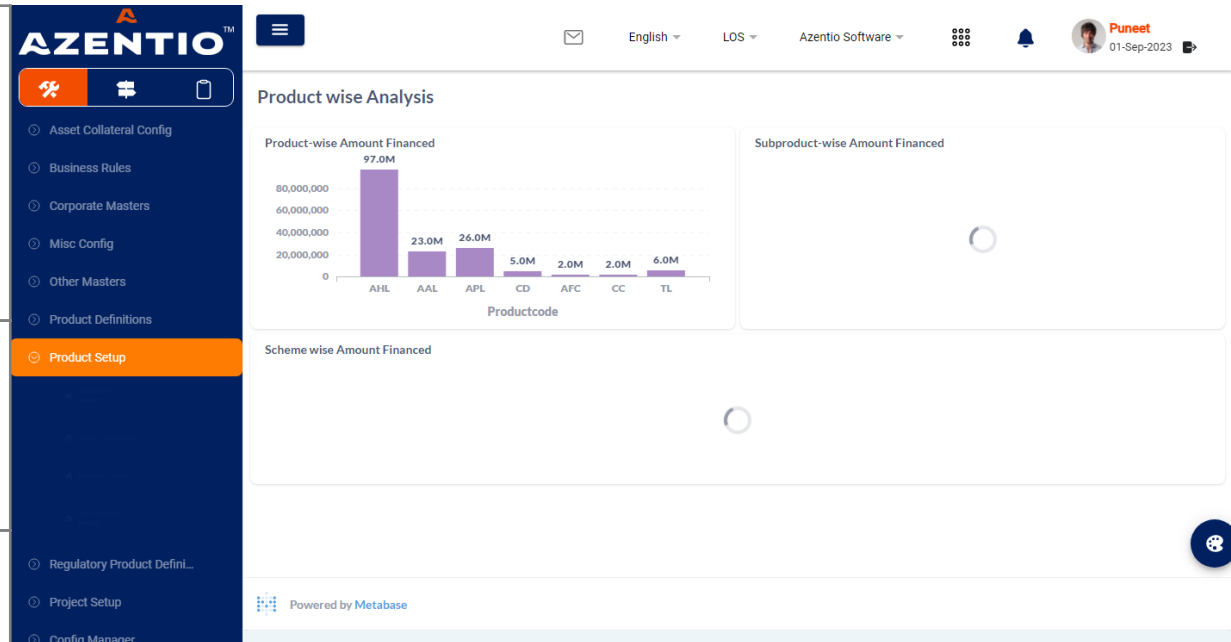 AZENTIO™
English
LOS
Azentio Software
Puneet
01-Sep-2023
Asset Collateral Config
Business Rules
Corporate Masters
Misc Config
Other Masters
Product Definitions
Product Setup
Regulatory Product Defini...
Project Setup
Config Manager
Product wise Analysis
Product-wise Amount Financed
97.0M
80,000,000
60,000,000
40,000,000
20,000,000
0
23.0M
26.0M
5.0M
2.0M
2.0M
6.0M
AHL AAL APL CD AFC CC TL
Productcode
Subproduct-wise Amount Financed
Scheme wise Amount Financed
Powered by Metabase